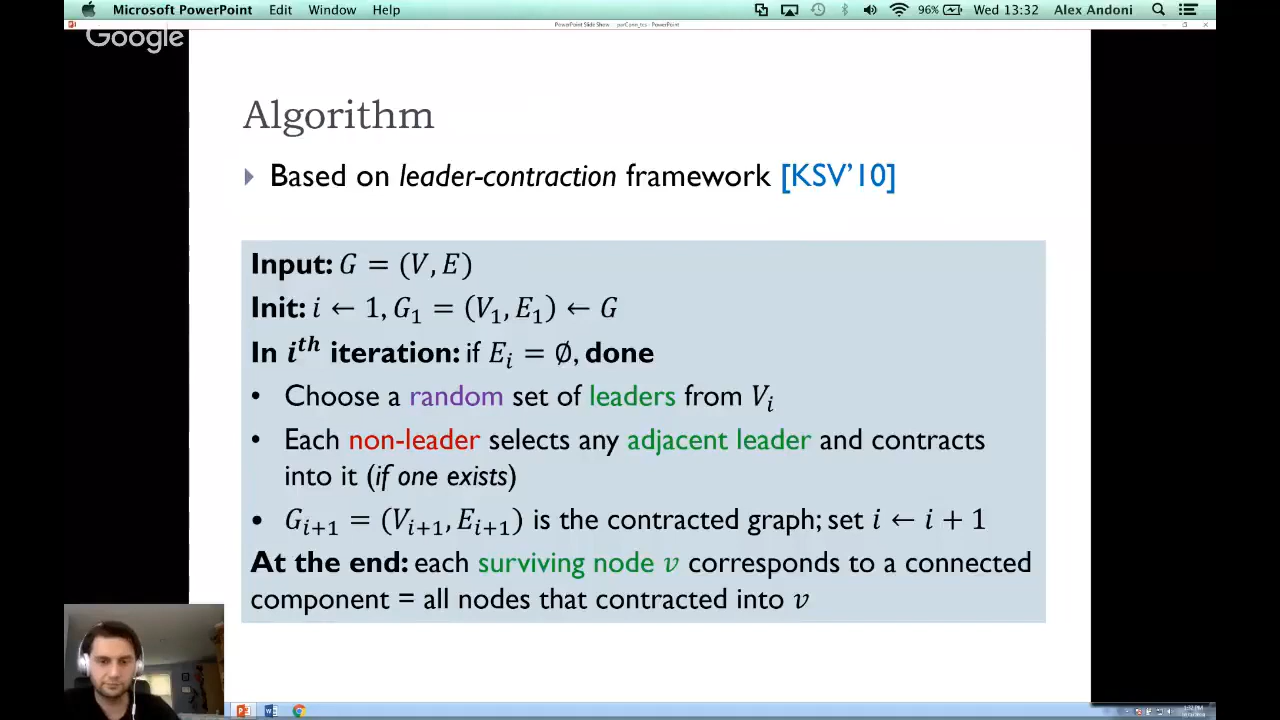 Microsoft PowerPoint Edit Window Help 96% Wed 13:32 Alex Andoni
PowerPoint Slide Show
Google
Algorithm
Based on leader-contraction framework [KSV'10]
Input: G = (V, E)
Init: i ← 1, G₁ = (V₁, E₁) ← G
In iᵗʰ iteration: if Eᵢ = ∅, done
• Choose a random set of leaders from Vᵢ
• Each non-leader selects any adjacent leader and contracts
into it (if one exists)
• Gᵢ₊₁ = (Vᵢ₊₁, Eᵢ₊₁) is the contracted graph; set i ← i + 1
At the end: each surviving node v corresponds to a connected
component = all nodes that contracted into v